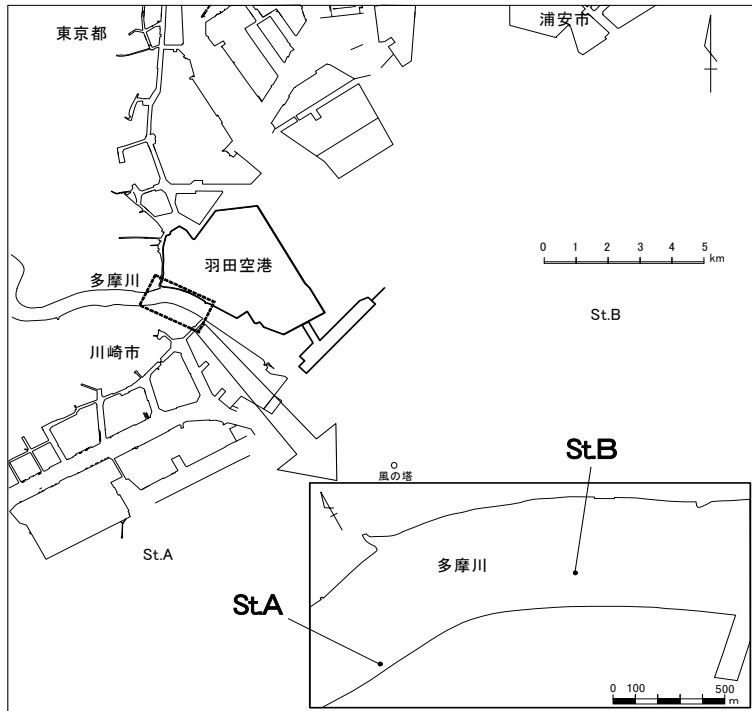 東京都
浦安市
羽田空港
多摩川
0 1 2 3 4 5
km
St.B
川崎市
風の塔
St.A
St.B
多摩川
St.A
0 100 500
m